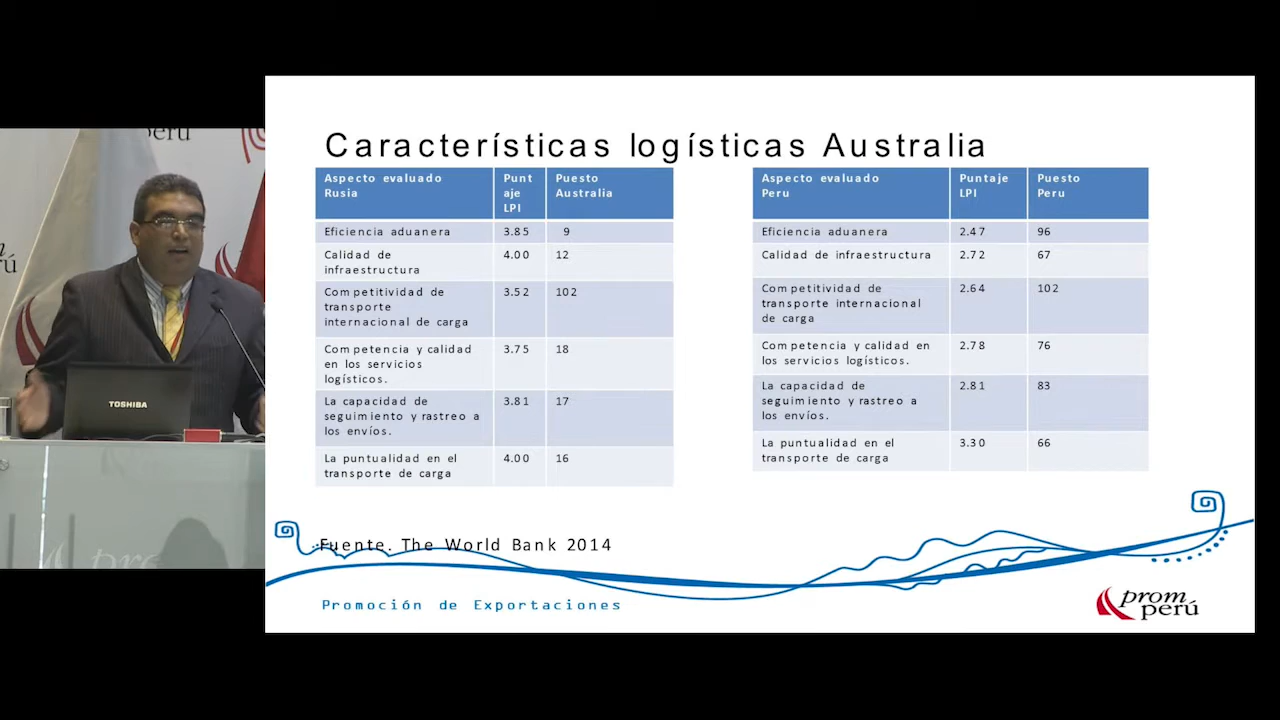 Características logísticas Australia
Aspecto evaluado
Rusia
Punt
aje
LPI
Puesto
Australia
Eficiencia aduanera
3.85
9
Calidad de
infraestructura
4.00
12
Competitividad de
transporte
internacional de carga
3.52
102
Competencia y calidad
en los servicios
logísticos.
3.75
18
La capacidad de
seguimiento y rastreo a
los envíos.
3.81
17
La puntualidad en el
transporte de carga
4.00
16
Aspecto evaluado
Peru
Puntaje
LPI
Puesto
Peru
Eficiencia aduanera
2.47
96
Calidad de infraestructura
2.72
67
Competitividad de
transporte internacional
de carga
2.64
102
Competencia y calidad en
los servicios logísticos.
2.78
76
La capacidad de
seguimiento y rastreo a
los envíos.
2.81
83
La puntualidad en el
transporte de carga
3.30
66
Fuente. The World Bank 2014
Promoción de Exportaciones
prom
perú
TOSHIBA